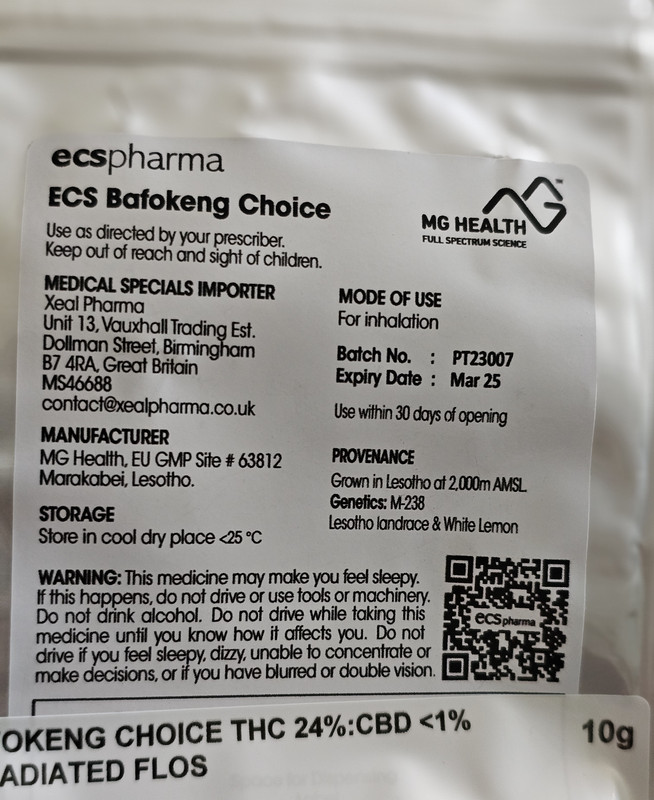 ecspharma
ECS Bafokeng Choice
Use as directed by your prescriber.
Keep out of reach and sight of children.
MG HEALTH
FULL SPECTRUM SCIENCE
MEDICAL SPECIALS IMPORTER
Xeal Pharma
Unit 13, Vauxhall Trading Est.
Dollman Street, Birmingham
B7 4RA, Great Britain
MS46688
contact@xealpharma.co.uk
MANUFACTURER
MG Health, EU GMP Site # 63812
Marakabei, Lesotho.
STORAGE
Store in cool dry place <25 °C
MODE OF USE
For inhalation
Batch No. : PT23007
Expiry Date : Mar 25
Use within 30 days of opening
PROVENANCE
Grown in Lesotho at 2,000m AMSL
Genetics: M-238
Lesotho landrace & White Lemon
WARNING: This medicine may make you feel sleepy.
If this happens, do not drive or use tools or machinery.
Do not drink alcohol. Do not drive while taking this
medicine until you know how it affects you. Do not
drive if you feel sleepy, dizzy, unable to concentrate or
make decisions, or if you have blurred or double vision.
ecspharma
OKENG CHOICE THC 24%:CBD <1%
ADIATED FLOS
10g